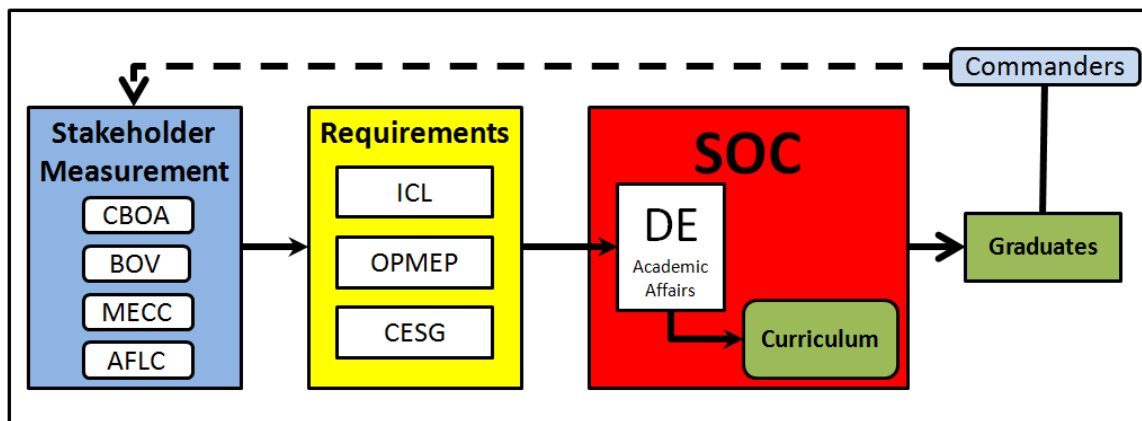 Commanders
Stakeholder
Measurement
CBOA
BOV
MECC
AFLC
Requirements
ICL
OPMEP
CESG
SOC
DE
Academic
Affairs
Curriculum
Graduates